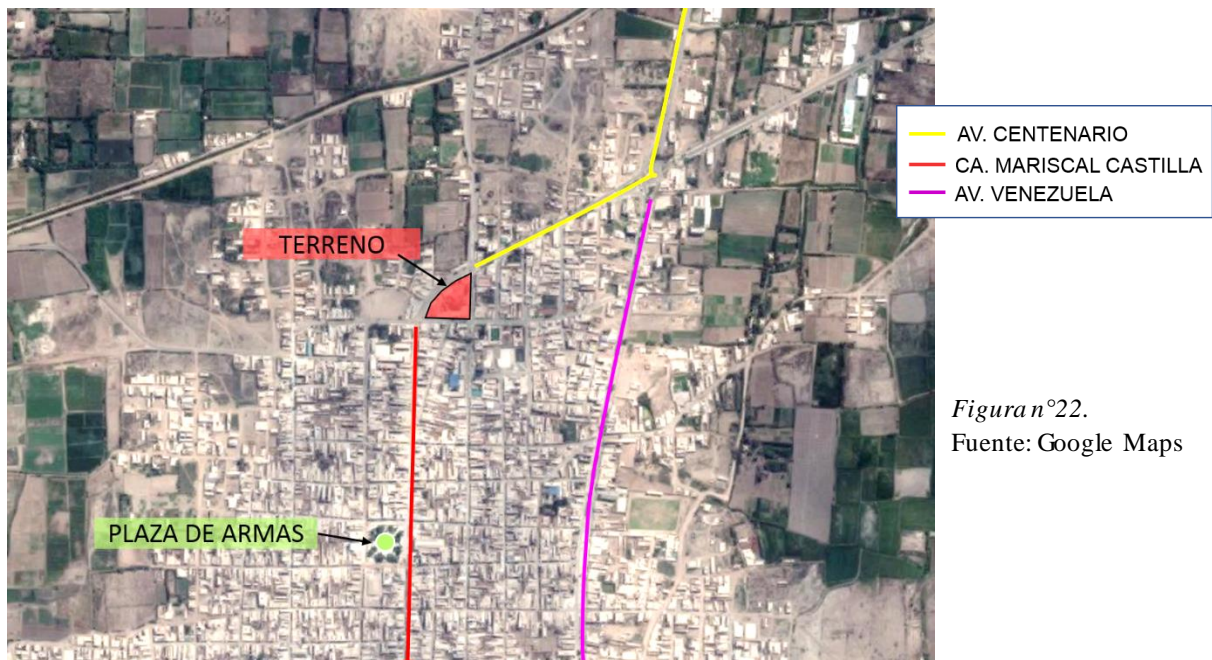 AV. CENTENARIO
CA. MARISCAL CASTILLA
AV. VENEZUELA
TERRENO
PLAZA DE ARMAS
Figura n°22.
Fuente: Google Maps